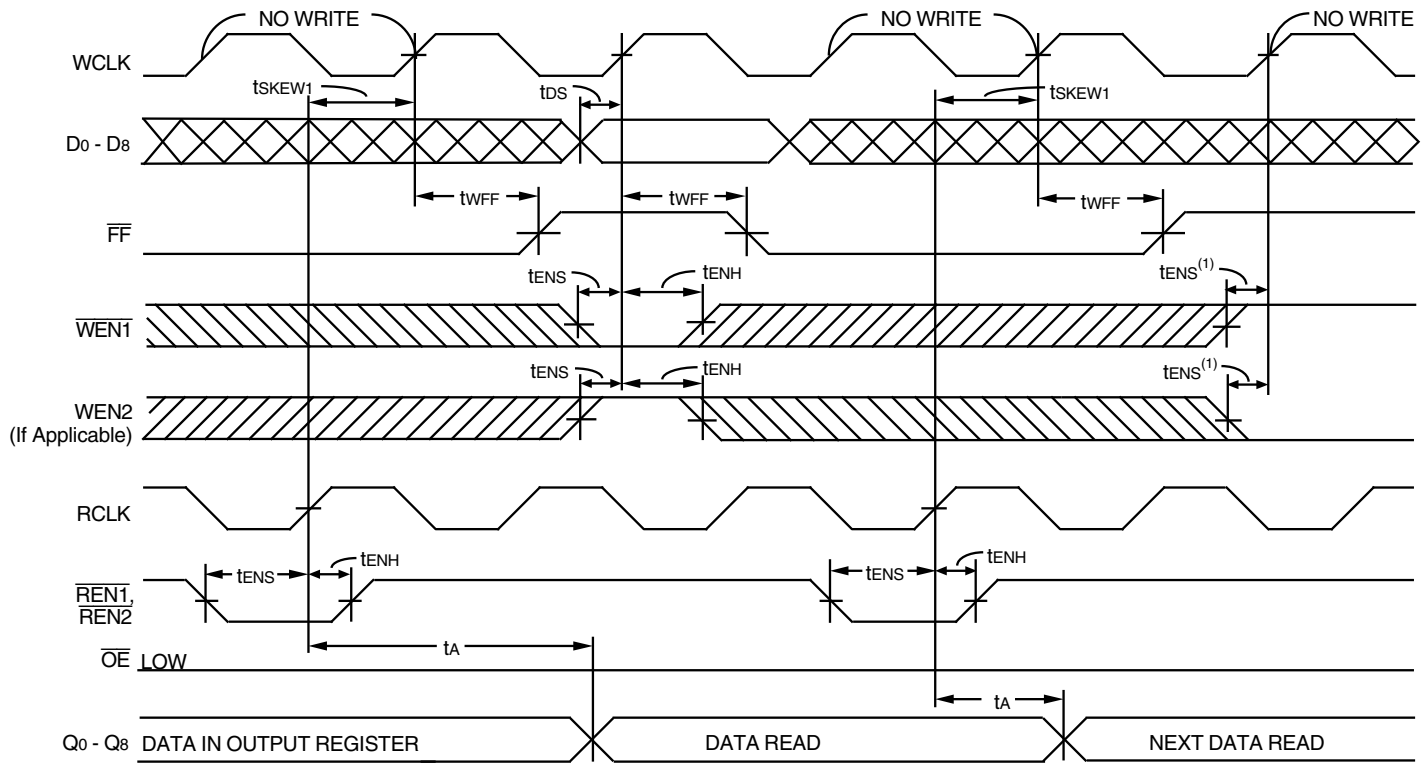 NO WRITE NO WRITE NO WRITE
WCLK
tSKEW1 tDS tSKEW1
D0 - D8
tWFF tWFF tWFF
FF
tENS tENH tENS(1)
WEN1
tENS tENH tENS(1)
WEN2
(If Applicable)
RCLK
tENS tENH tENS tENH
REN1,
REN2
tA
OE LOW
tA
Q0 - Q8 DATA IN OUTPUT REGISTER DATA READ NEXT DATA READ